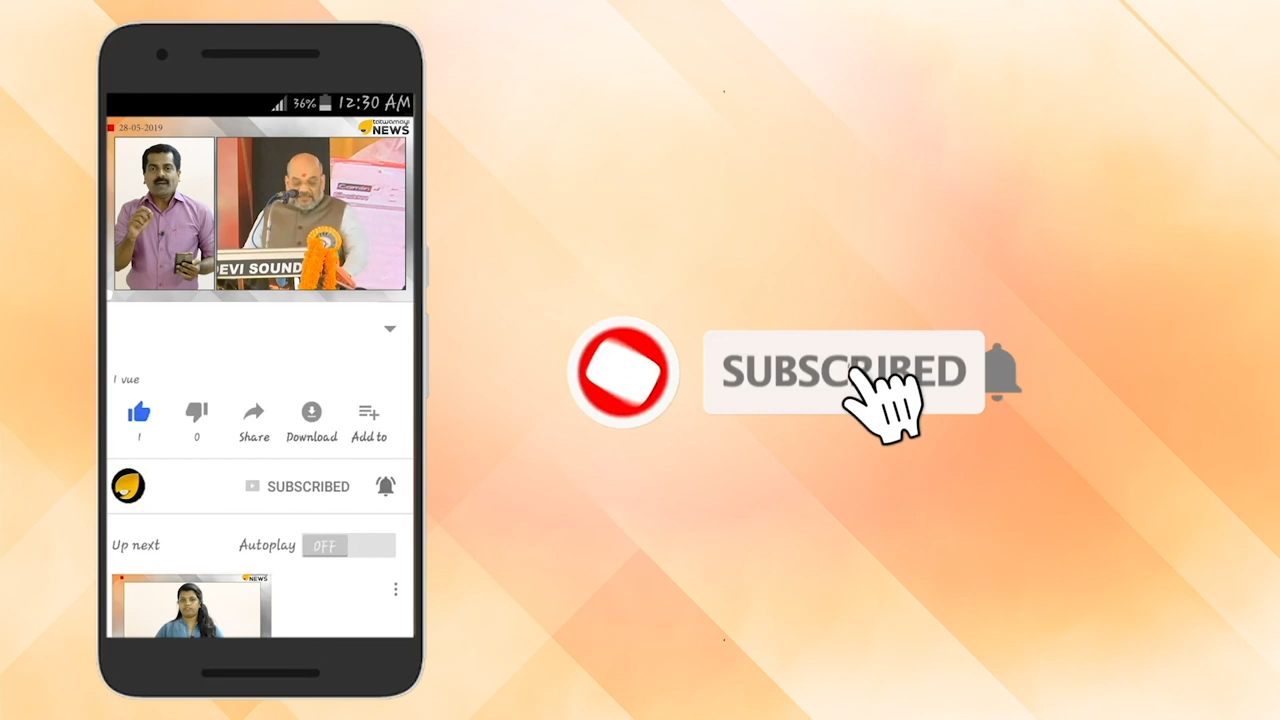 36% 12:30 AM
28-05-2019
tatwamayi
NEWS
DEVI SOUND
1 vue
1
0
Share
Download
Add to
SUBSCRIBED
Up next
Autoplay
OFF
NEWS
SUBSCRIBED